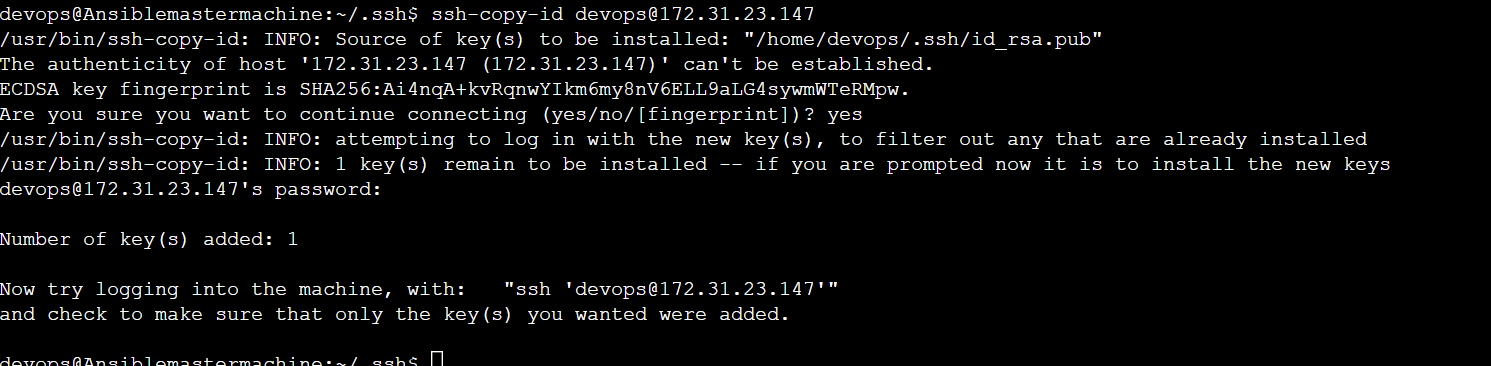 devops@Ansiblemastermachine:~/.ssh$ ssh-copy-id devops@172.31.23.147
/usr/bin/ssh-copy-id: INFO: Source of key(s) to be installed: "/home/devops/.ssh/id_rsa.pub"
The authenticity of host '172.31.23.147 (172.31.23.147)' can't be established.
ECDSA key fingerprint is SHA256:Ai4nqA+kvRqnwYIkm6my8nV6ELL9aLG4sywmWTeRMpw.
Are you sure you want to continue connecting (yes/no/[fingerprint])? yes
/usr/bin/ssh-copy-id: INFO: attempting to log in with the new key(s), to filter out any that are already installed
/usr/bin/ssh-copy-id: INFO: 1 key(s) remain to be installed -- if you are prompted now it is to install the new keys
devops@172.31.23.147's password:
Number of key(s) added: 1
Now try logging into the machine, with:   "ssh 'devops@172.31.23.147'"
and check to make sure that only the key(s) you wanted were added.
devops@Ansiblemastermachine:~/.ssh$